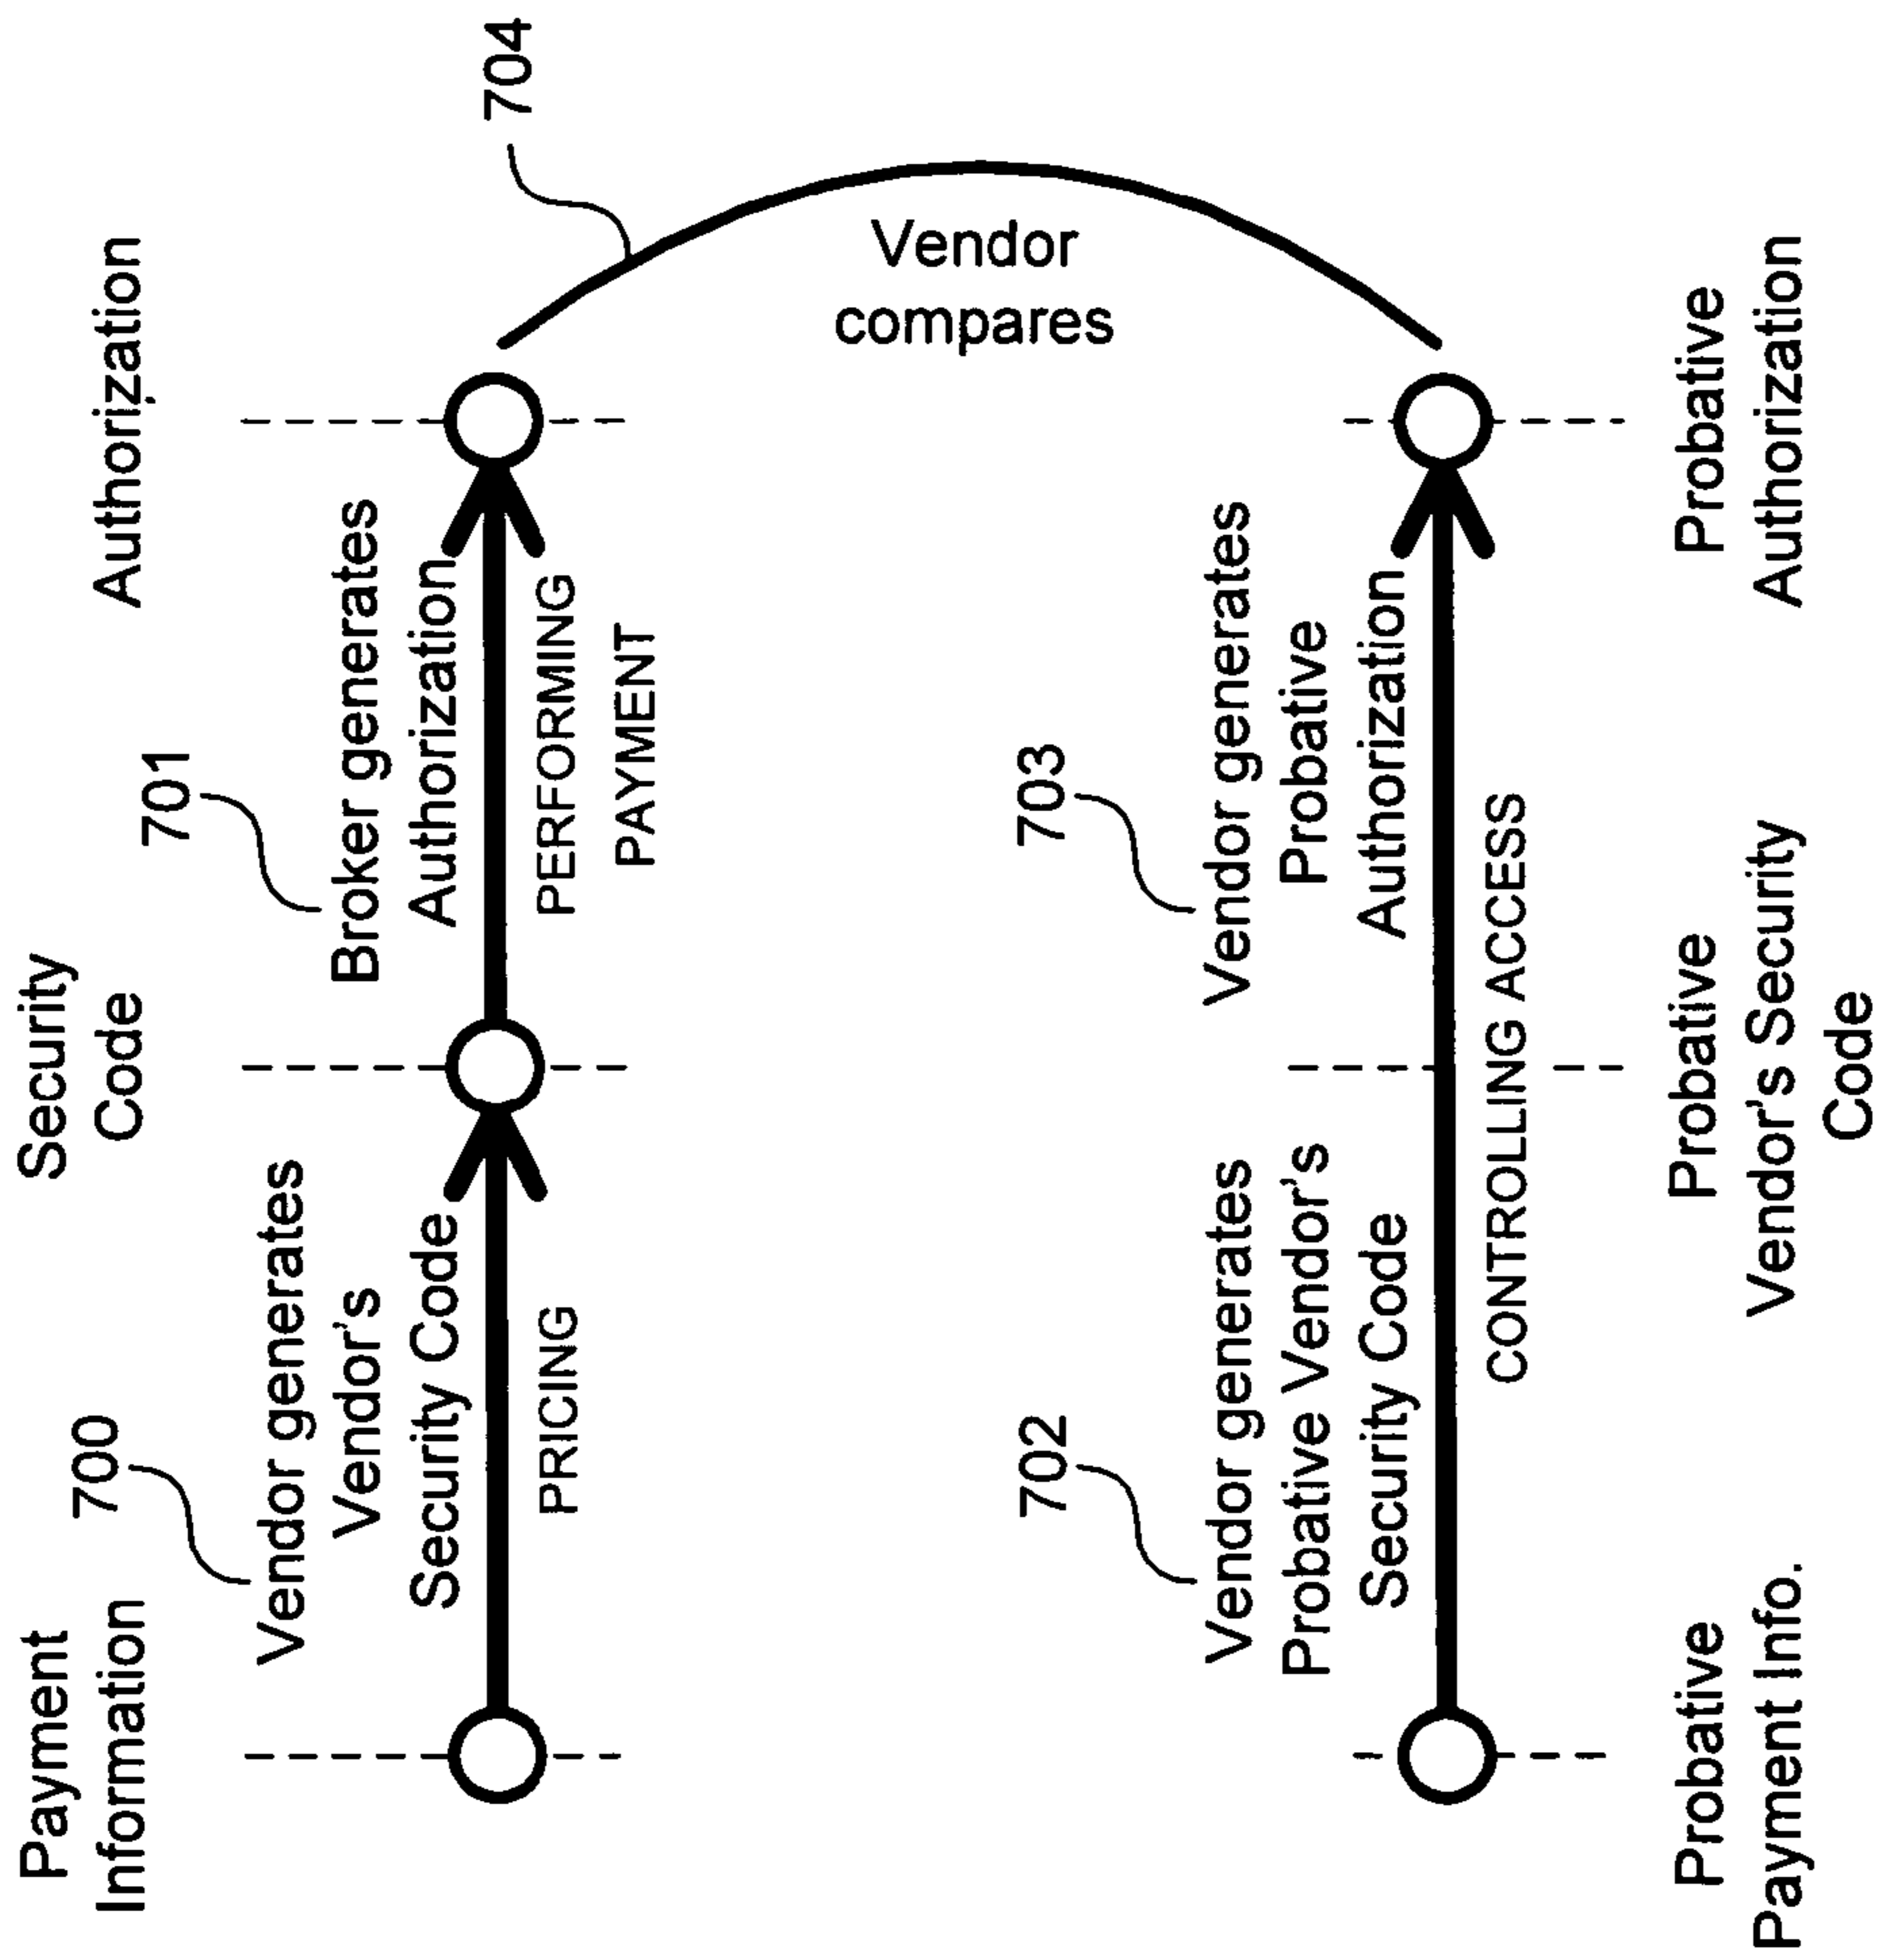 Payment
Information
700
Vendor generates
Vendor's
Security Code
PRICING
Security
Code
701
Broker generates
Authorization
PERFORMING
PAYMENT
Authorization
704
Vendor
compares
702
Vendor generates
Probative Vendor's
Security Code
703
Vendor generates
Probative
Authorization
CONTROLLING ACCESS
Probative
Payment Info.
Probative
Vendor's Security
Code
Probative
Authorization